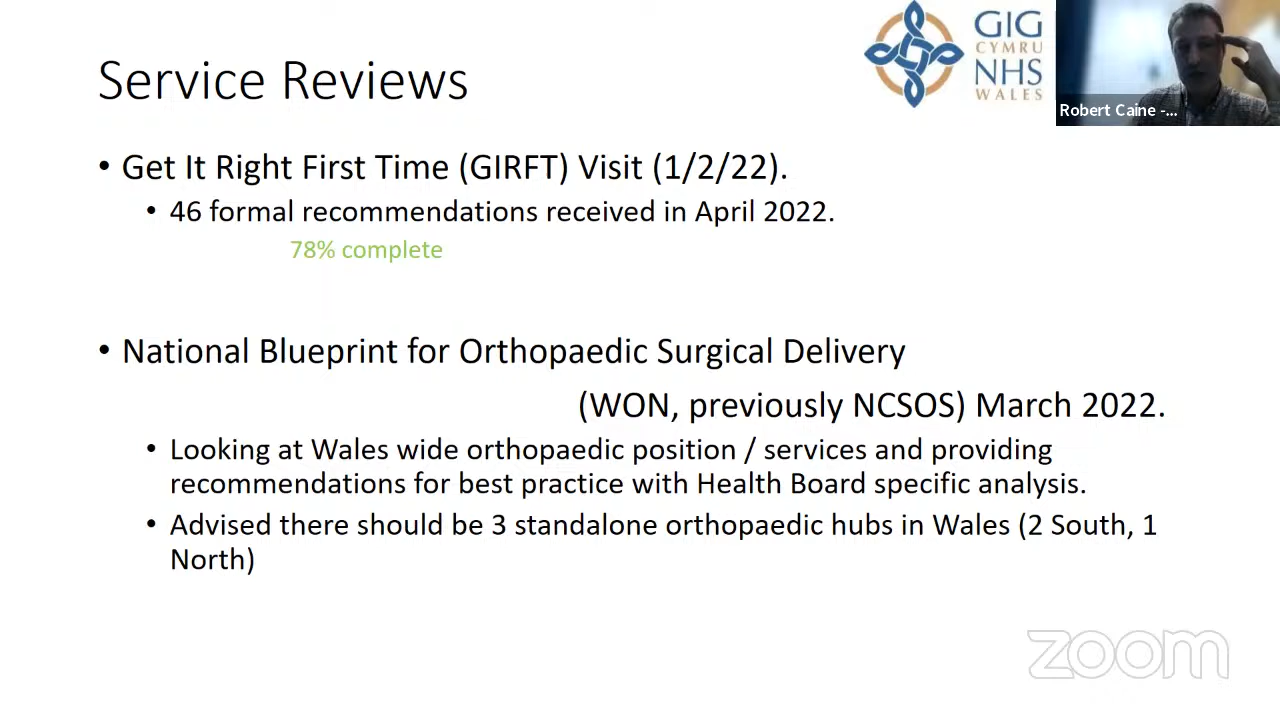 Service Reviews
GIG
CYMRU
NHS
WALES
Robert Caine -...
• Get It Right First Time (GIRFT) Visit (1/2/22).
• 46 formal recommendations received in April 2022.
78% complete
• National Blueprint for Orthopaedic Surgical Delivery
(WON, previously NCSOS) March 2022.
• Looking at Wales wide orthopaedic position / services and providing
recommendations for best practice with Health Board specific analysis.
• Advised there should be 3 standalone orthopaedic hubs in Wales (2 South, 1
North)
zoom